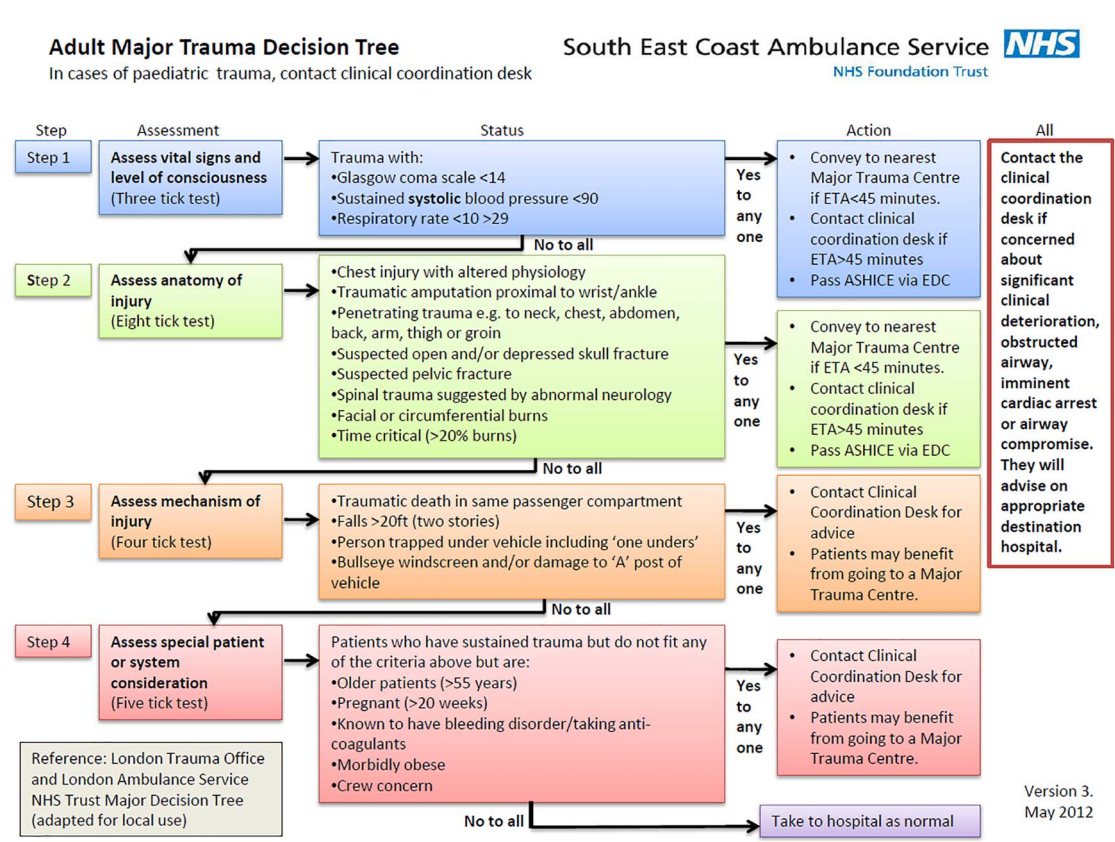 Adult Major Trauma Decision Tree
In cases of paediatric trauma, contact clinical coordination desk
South East Coast Ambulance Service NHS
NHS Foundation Trust
Step
Assessment
Status
Action
All
Step 1
Assess vital signs and
level of consciousness
(Three tick test)
Trauma with:
•Glasgow coma scale <14
•Sustained systolic blood pressure <90
•Respiratory rate <10 >29
Yes
to
any
one
• Convey to nearest
Major Trauma Centre
if ETA<45 minutes.
• Contact clinical
coordination desk if
ETA>45 minutes
• Pass ASHICE via EDC
Contact the
clinical
coordination
desk if
concerned
about
significant
clinical
deterioration,
obstructed
airway,
imminent
cardiac arrest
or airway
compromise.
They will
advise on
appropriate
destination
hospital.
No to all
Step 2
Assess anatomy of
injury
(Eight tick test)
•Chest injury with altered physiology
•Traumatic amputation proximal to wrist/ankle
•Penetrating trauma e.g. to neck, chest, abdomen,
back, arm, thigh or groin
•Suspected open and/or depressed skull fracture
•Suspected pelvic fracture
•Spinal trauma suggested by abnormal neurology
•Facial or circumferential burns
•Time critical (>20% burns)
Yes
to
any
one
• Convey to nearest
Major Trauma Centre
if ETA <45 minutes.
• Contact clinical
coordination desk if
ETA>45 minutes
• Pass ASHICE via EDC
No to all
Step 3
Assess mechanism of
injury
(Four tick test)
•Traumatic death in same passenger compartment
•Falls >20ft (two stories)
•Person trapped under vehicle including ‘one unders’
•Bullseye windscreen and/or damage to ‘A’ post of
vehicle
Yes
to
any
one
• Contact Clinical
Coordination Desk for
advice
• Patients may benefit
from going to a Major
Trauma Centre.
No to all
Step 4
Assess special patient
or system
consideration
(Five tick test)
Patients who have sustained trauma but do not fit any
of the criteria above but are:
•Older patients (>55 years)
•Pregnant (>20 weeks)
•Known to have bleeding disorder/taking anti-
coagulants
•Morbidly obese
•Crew concern
Yes
to
any
one
• Contact Clinical
Coordination Desk for
advice
• Patients may benefit
from going to a Major
Trauma Centre.
Reference: London Trauma Office
and London Ambulance Service
NHS Trust Major Decision Tree
(adapted for local use)
No to all
Take to hospital as normal
Version 3.
May 2012